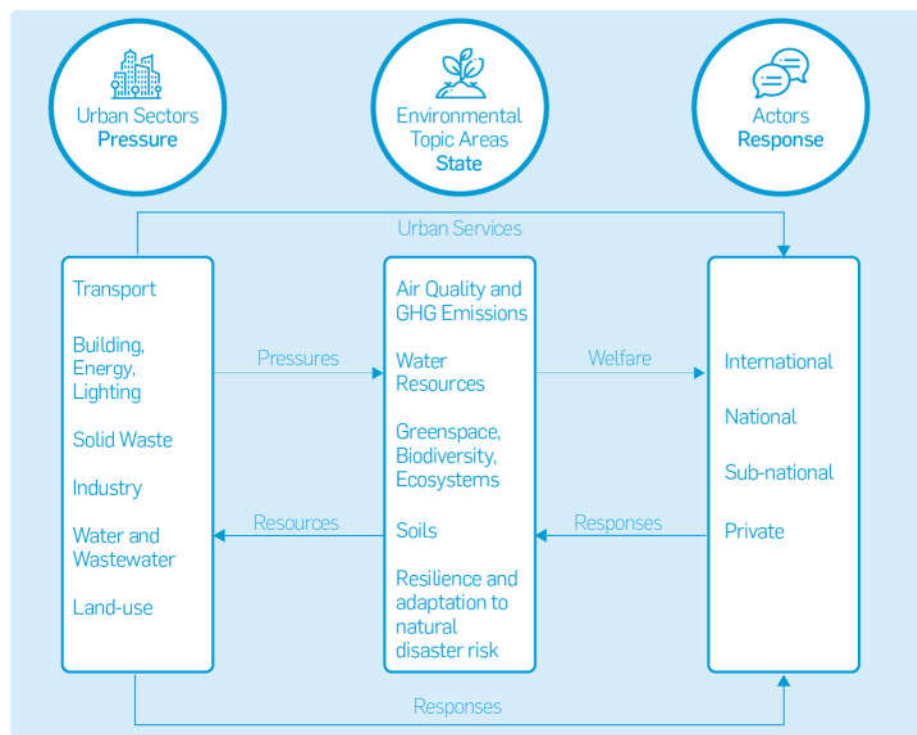 Urban Sectors
Pressure
Environmental
Topic Areas
State
Actors
Response
Urban Services
Transport
Building,
Energy,
Lighting
Solid Waste
Industry
Water and
Wastewater
Land-use
Pressures
Resources
Air Quality and
GHG Emissions
Water
Resources
Greenspace,
Biodiversity,
Ecosystems
Soils
Resilience and
adaptation to
natural
disaster risk
Welfare
Responses
International
National
Sub-national
Private
Responses